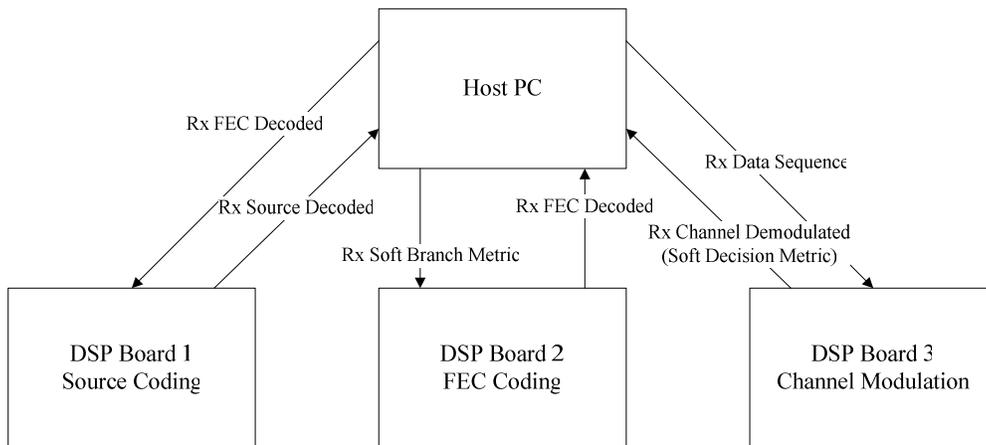 Host PC
Rx FEC Decoded
Rx Data Sequence
Rx Source Decoded
Rx FEC Decoded
Rx Channel Demodulated
(Soft Decision Metric)
Rx Soft Branch Metric
DSP Board 1
Source Coding
DSP Board 2
FEC Coding
DSP Board 3
Channel Modulation